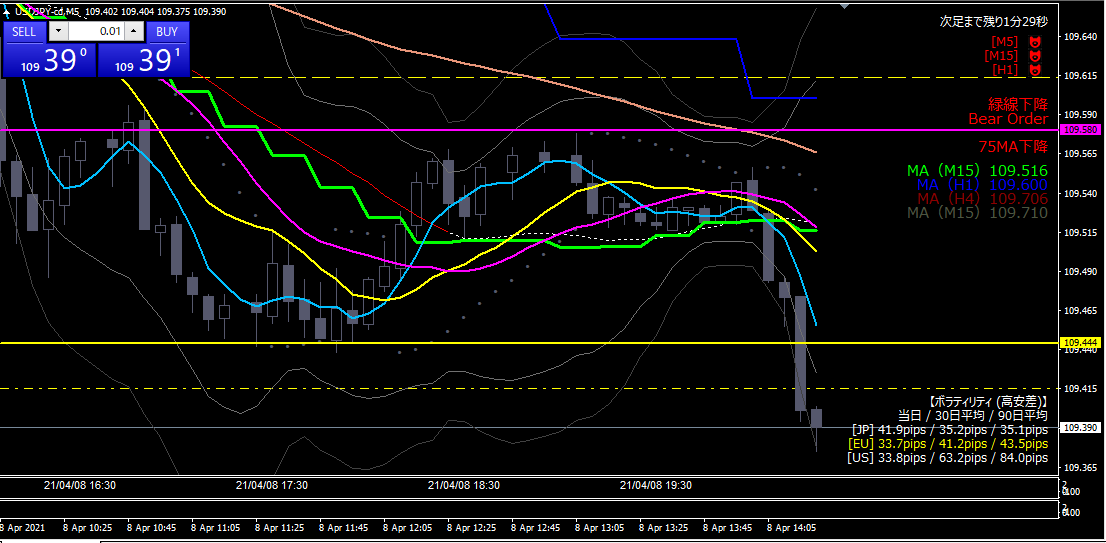 USDJPY-cd,M5 109.402 109.404 109.375 109.390
SELL
0.01
BUY
109 39 0
109 39 1
次足まで残り1分29秒
[M5]
[M15]
[H1]
緑線下降
Bear Order
75MA下降
MA（M15）109.516
MA（H1）109.600
MA（H4）109.706
MA（M15）109.710
【ボラティリティ (高安差)】
当日 / 30日平均 / 90日平均
[JP] 41.9pips / 35.2pips / 35.1pips
[EU] 33.7pips / 41.2pips / 43.5pips
[US] 33.8pips / 63.2pips / 84.0pips
109.640
109.615
109.590
109.580
109.565
109.540
109.515
109.490
109.465
109.444
109.440
109.415
109.390
109.365
21/04/08 16:30
21/04/08 17:30
21/04/08 18:30
21/04/08 19:30
8 Apr 2021
8 Apr 10:25
8 Apr 10:45
8 Apr 11:05
8 Apr 11:25
8 Apr 11:45
8 Apr 12:05
8 Apr 12:25
8 Apr 12:45
8 Apr 13:05
8 Apr 13:25
8 Apr 13:45
8 Apr 14:05